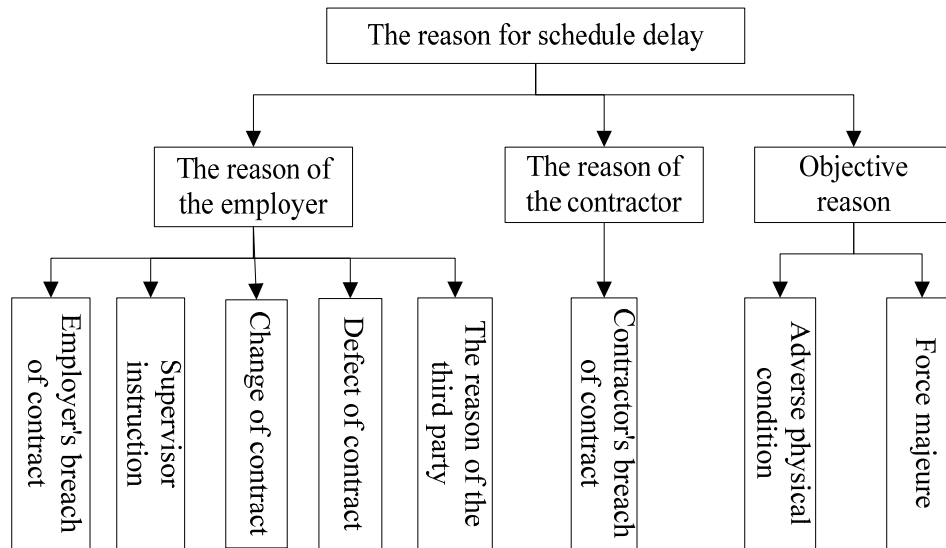 The reason for schedule delay
The reason of
the employer
The reason of
the contractor
Objective
reason
Employer's breach
of contract
Supervisor
instruction
Change of contract
Defect of contract
The reason of the
third party
Contractor's breach
of contract
Adverse physical
condition
Force majeure